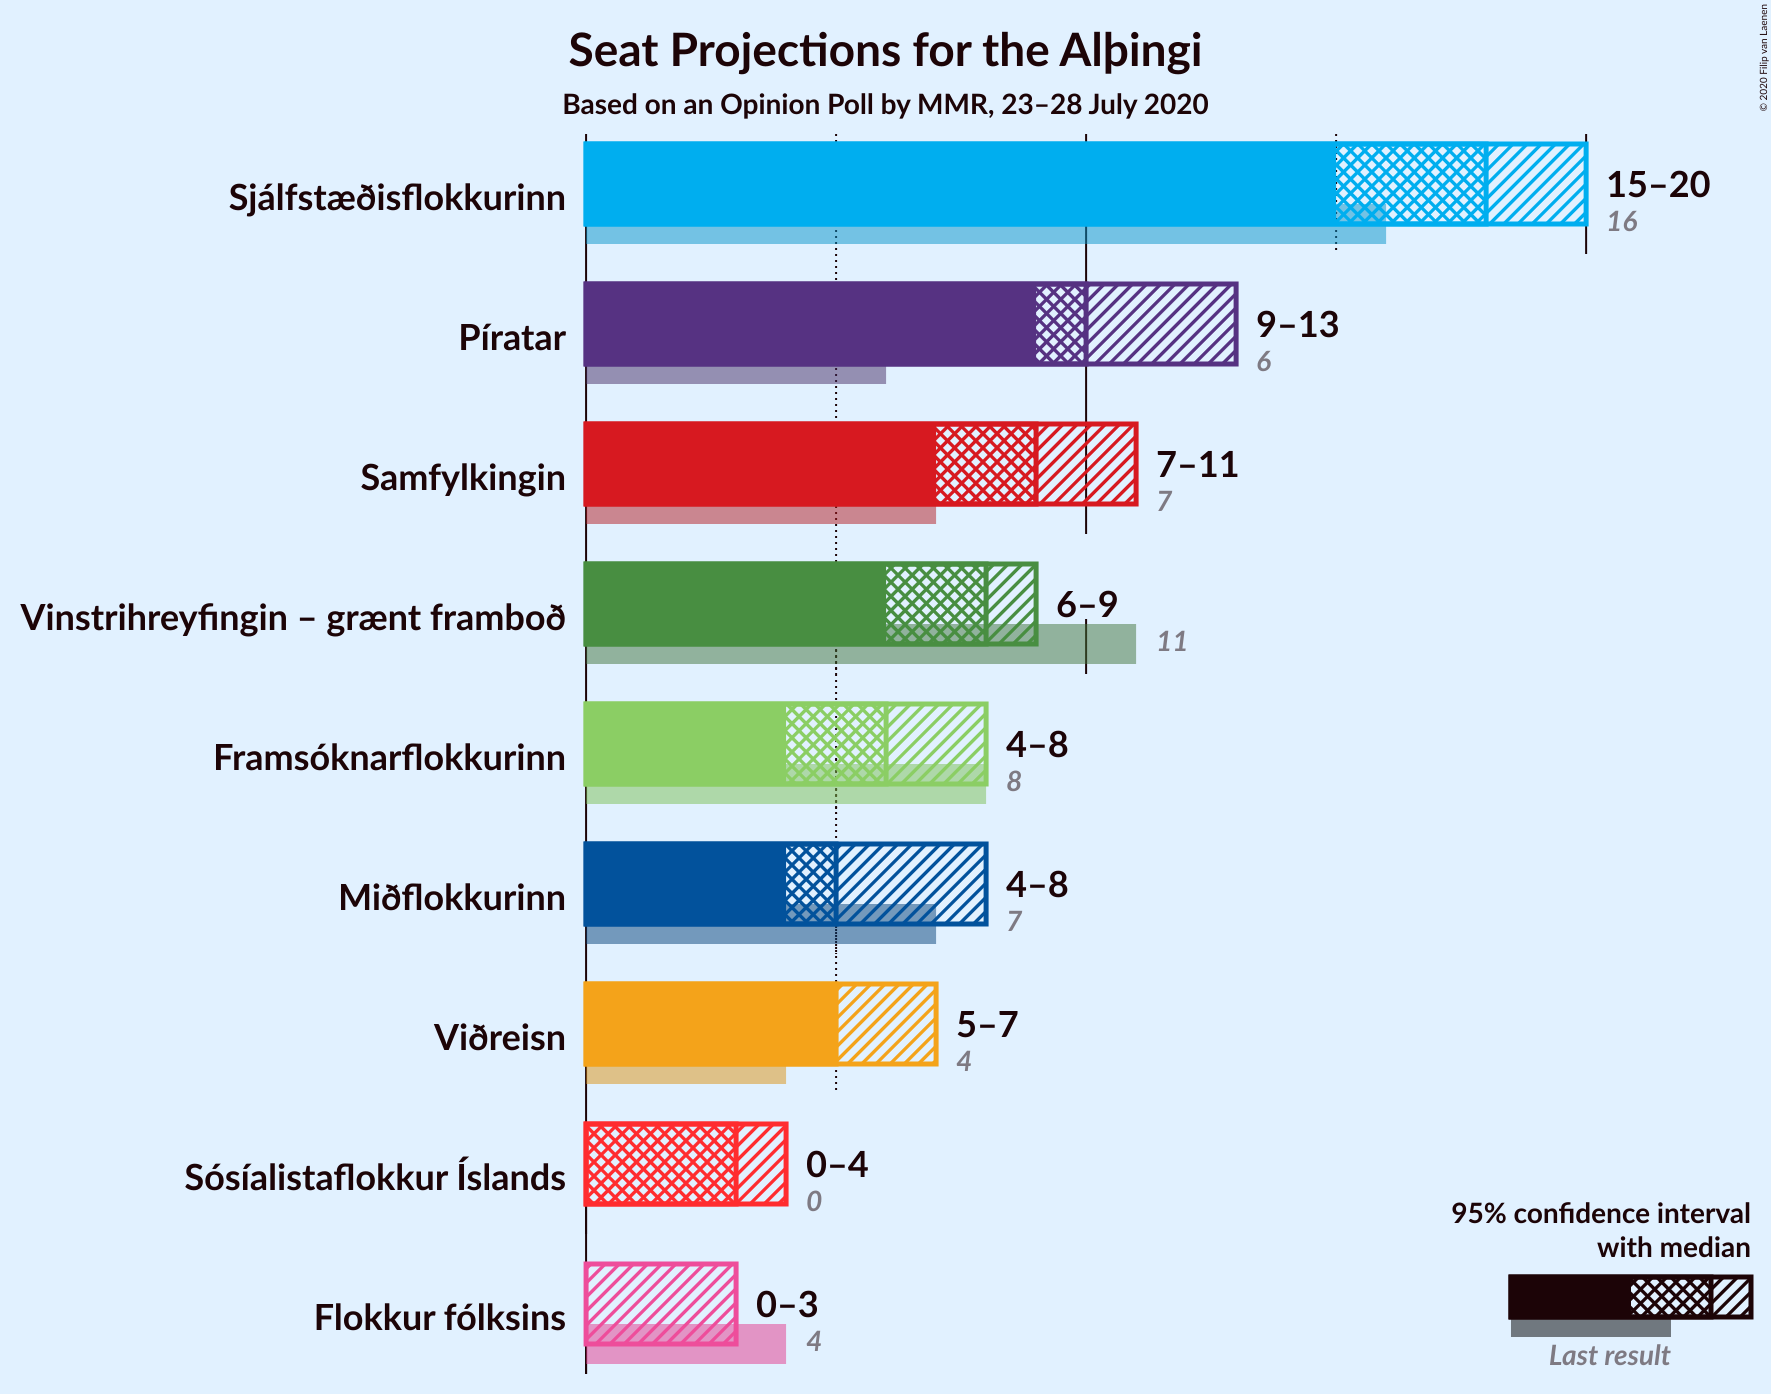 Seat Projections for the Alþingi
Based on an Opinion Poll by MMR, 23–28 July 2020
© 2020 Filip van Laenen
Sjálfstæðisflokkurinn
15–20
16
Píratar
9–13
6
Samfylkingin
7–11
7
Vinstrihreyfingin – grænt framboð
6–9
11
Framsóknarflokkurinn
4–8
8
Miðflokkurinn
4–8
7
Viðreisn
5–7
4
Sósíalistaflokkur Íslands
0–4
0
Flokkur fólksins
0–3
4
95% confidence interval
with median
Last result